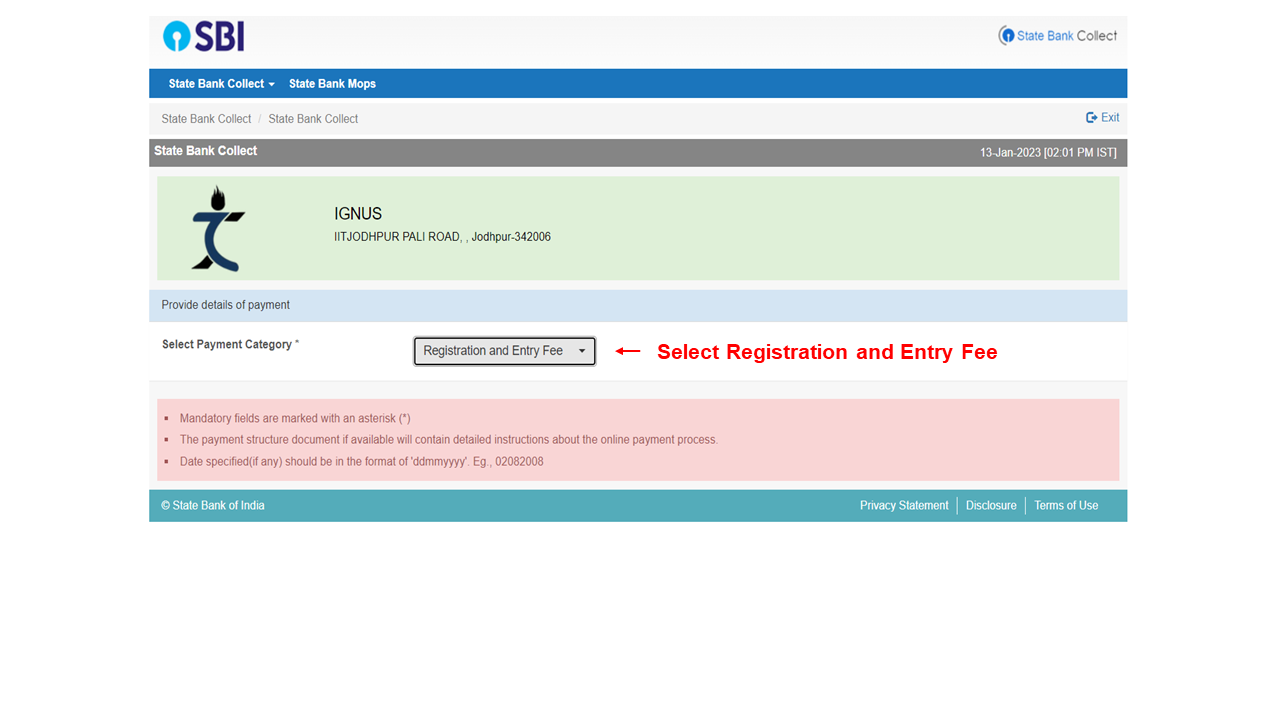 SBI
State Bank Collect
State Bank Collect State Bank Mops
State Bank Collect / State Bank Collect Exit
State Bank Collect 13-Jan-2023 [02:01 PM IST]
IGNUS
IITJODHPUR PALI ROAD, , Jodhpur-342006
Provide details of payment
Select Payment Category * Registration and Entry Fee ← Select Registration and Entry Fee
Mandatory fields are marked with an asterisk (*)
The payment structure document if available will contain detailed instructions about the online payment process.
Date specified(if any) should be in the format of 'ddmmyyyy'. Eg., 02082008
© State Bank of India Privacy Statement Disclosure Terms of Use